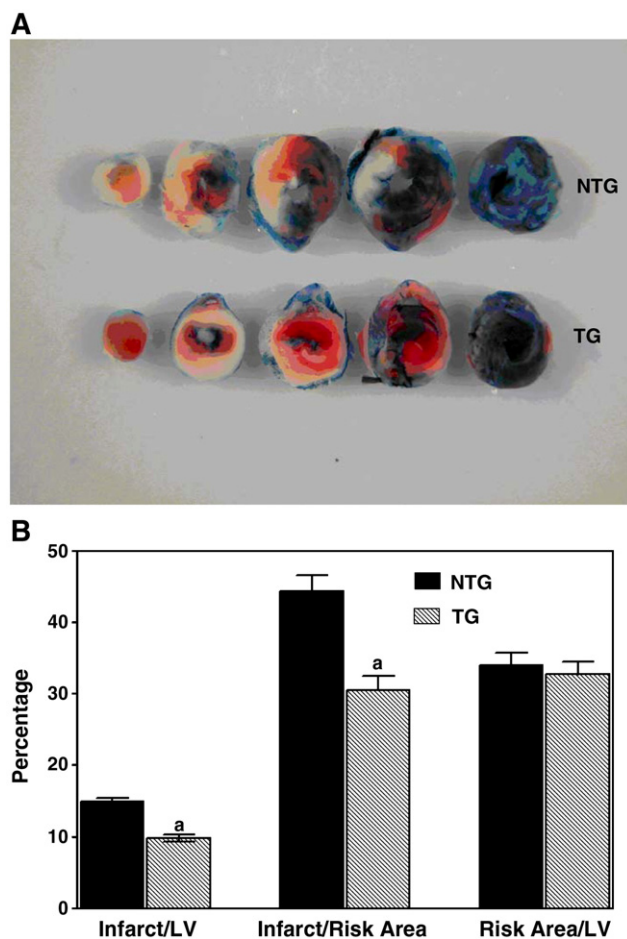 A
NTG
TG
B
50
40
30
20
10
0
Percentage
NTG
TG
a
a
Infarct/LV
Infarct/Risk Area
Risk Area/LV